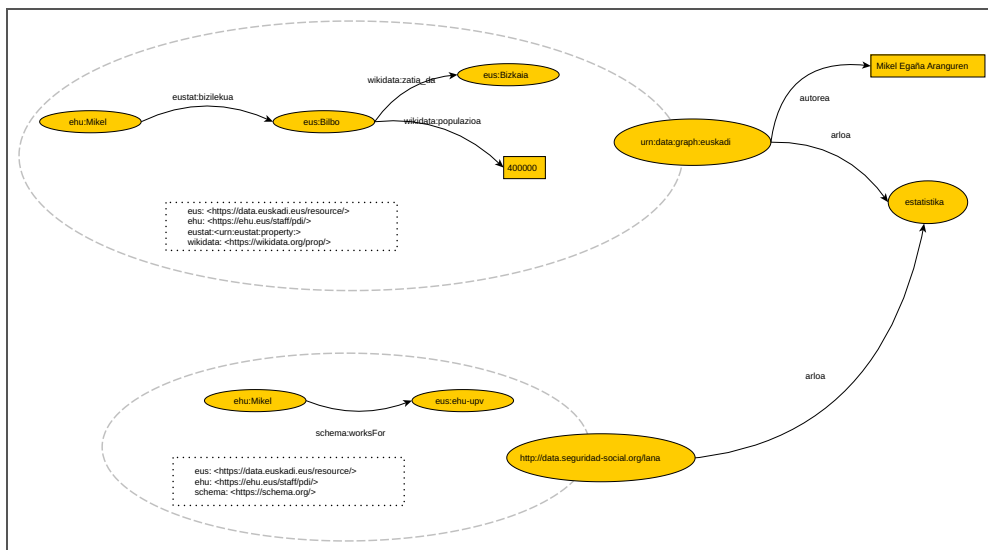 Mikel Egaña Aranguren
eus:Bizkaia
wikidata:zatia_da
eustat:bizilekua
autorea
ehu:Mikel
eus:Bilbo
wikidata:populazioa
arloa
urn:data:graph:euskadi
400000
estatistika
eus: <https://data.euskadi.eus/resource/>
ehu: <https://ehu.eus/staff/pdi/>
eustat:<urn:eustat:property:>
wikidata: <https://wikidata.org/prop/>
arloa
ehu:Mikel
eus:ehu-upv
schema:worksFor
http://data.seguridad-social.org/lana
eus: <https://data.euskadi.eus/resource/>
ehu: <https://ehu.eus/staff/pdi/>
schema: <https://schema.org/>